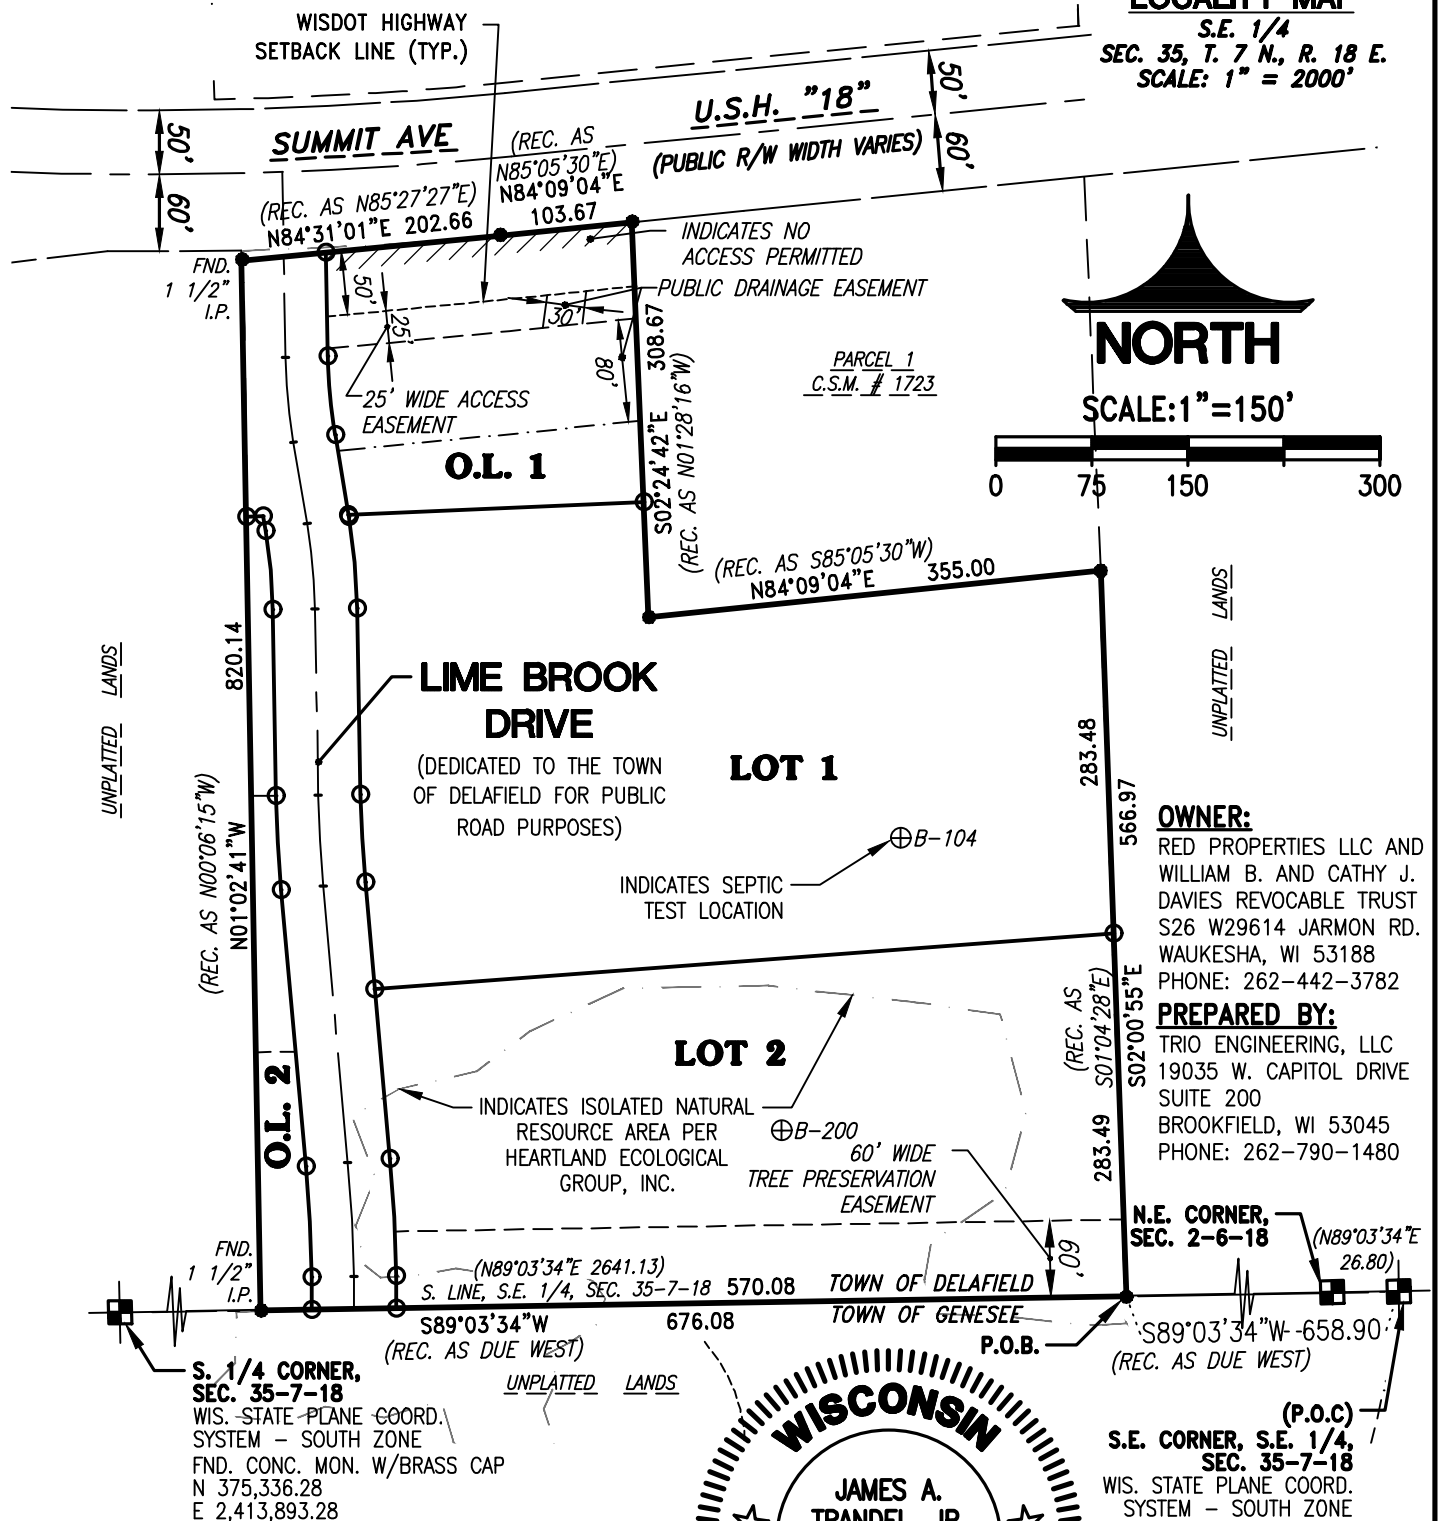 LOCALITY MAP
S.E. 1/4
SEC. 35, T. 7 N., R. 18 E.
SCALE: 1" = 2000'
WISDOT HIGHWAY
SETBACK LINE (TYP.)
50'
60'
SUMMIT AVE
U.S.H. "18"
(PUBLIC R/W WIDTH VARIES)
50'
60'
(REC. AS
N85°05'30"E)
N84°09'04"E
103.67
(REC. AS N85°27'27"E)
N84°31'01"E 202.66
FND.
1 1/2"
I.P.
INDICATES NO
ACCESS PERMITTED
PUBLIC DRAINAGE EASEMENT
50'
25'
30'
80'
308.67
S02°24'42"E
(REC. AS N01°28'16"W)
25' WIDE ACCESS
EASEMENT
O.L. 1
PARCEL 1
C.S.M. # 1723
NORTH
SCALE:1"=150'
0 75 150 300
(REC. AS S85°05'30"W)
N84°09'04"E 355.00
UNPLATTED LANDS
UNPLATTED LANDS
820.14
N01°02'41"W
(REC. AS N00°06'15"W)
LIME BROOK
DRIVE
(DEDICATED TO THE TOWN
OF DELAFIELD FOR PUBLIC
ROAD PURPOSES)
LOT 1
283.48
566.97
B-104
INDICATES SEPTIC
TEST LOCATION
OWNER:
RED PROPERTIES LLC AND
WILLIAM B. AND CATHY J.
DAVIES REVOCABLE TRUST
S26 W29614 JARMON RD.
WAUKESHA, WI 53188
PHONE: 262-442-3782
PREPARED BY:
TRIO ENGINEERING, LLC
19035 W. CAPITOL DRIVE
SUITE 200
BROOKFIELD, WI 53045
PHONE: 262-790-1480
(REC. AS
S01°04'28"E)
S02°00'55"E
283.49
LOT 2
O.L. 2
INDICATES ISOLATED NATURAL
RESOURCE AREA PER
HEARTLAND ECOLOGICAL
GROUP, INC.
B-200
60' WIDE
TREE PRESERVATION
EASEMENT
60'
N.E. CORNER,
SEC. 2-6-18
(N89°03'34"E
26.80)
FND.
1 1/2"
I.P.
(N89°03'34"E 2641.13)
S. LINE, S.E. 1/4, SEC. 35-7-18 570.08
TOWN OF DELAFIELD
TOWN OF GENESEE
S89°03'34"W 676.08
(REC. AS DUE WEST)
P.O.B.
S89°03'34"W 658.90
(REC. AS DUE WEST)
UNPLATTED LANDS
S. 1/4 CORNER,
SEC. 35-7-18
WIS. STATE PLANE COORD.
SYSTEM – SOUTH ZONE
FND. CONC. MON. W/BRASS CAP
N 375,336.28
E 2,413,893.28
WISCONSIN
JAMES A.
TRANDEL, JR.
(P.O.C)
S.E. CORNER, S.E. 1/4,
SEC. 35-7-18
WIS. STATE PLANE COORD.
SYSTEM – SOUTH ZONE